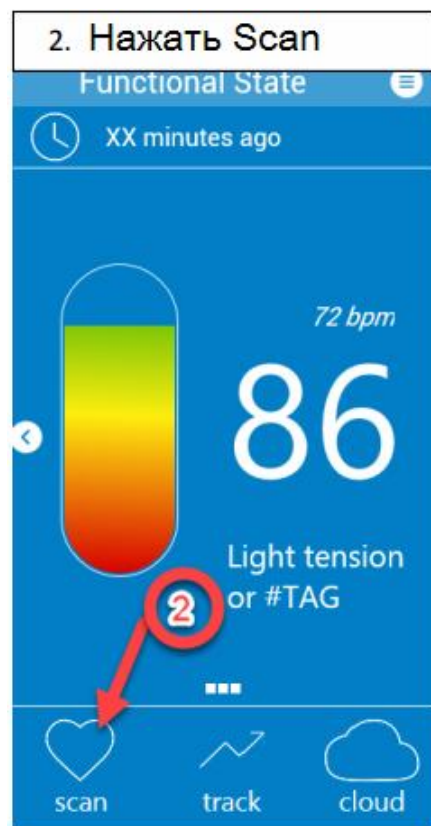 2. Нажать Scan
Functional State
XX minutes ago
72 bpm
86
Light tension
or #TAG
2
scan
track
cloud